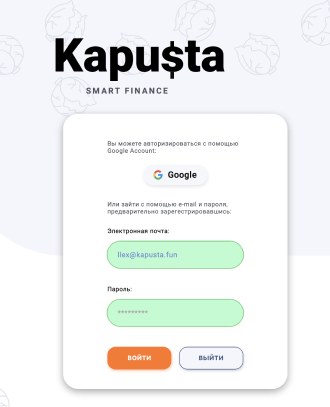 Kapu$ta
SMART FINANCE
Вы можете авторизироваться с помощью
Google Account:
Google
Или зайти с помощью e-mail и пароля,
предварительно зарегестрировавшись:
Электронная почта:
llex@kapusta.fun
Пароль:
*********
ВОЙТИ
ВЫЙТИ